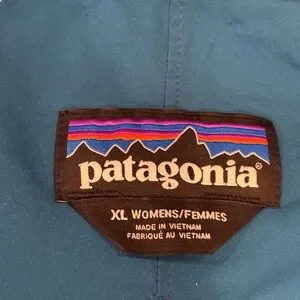 patagonia®
XL WOMENS/FEMMES
MADE IN VIETNAM
FABRIQUÉ AU VIETNAM